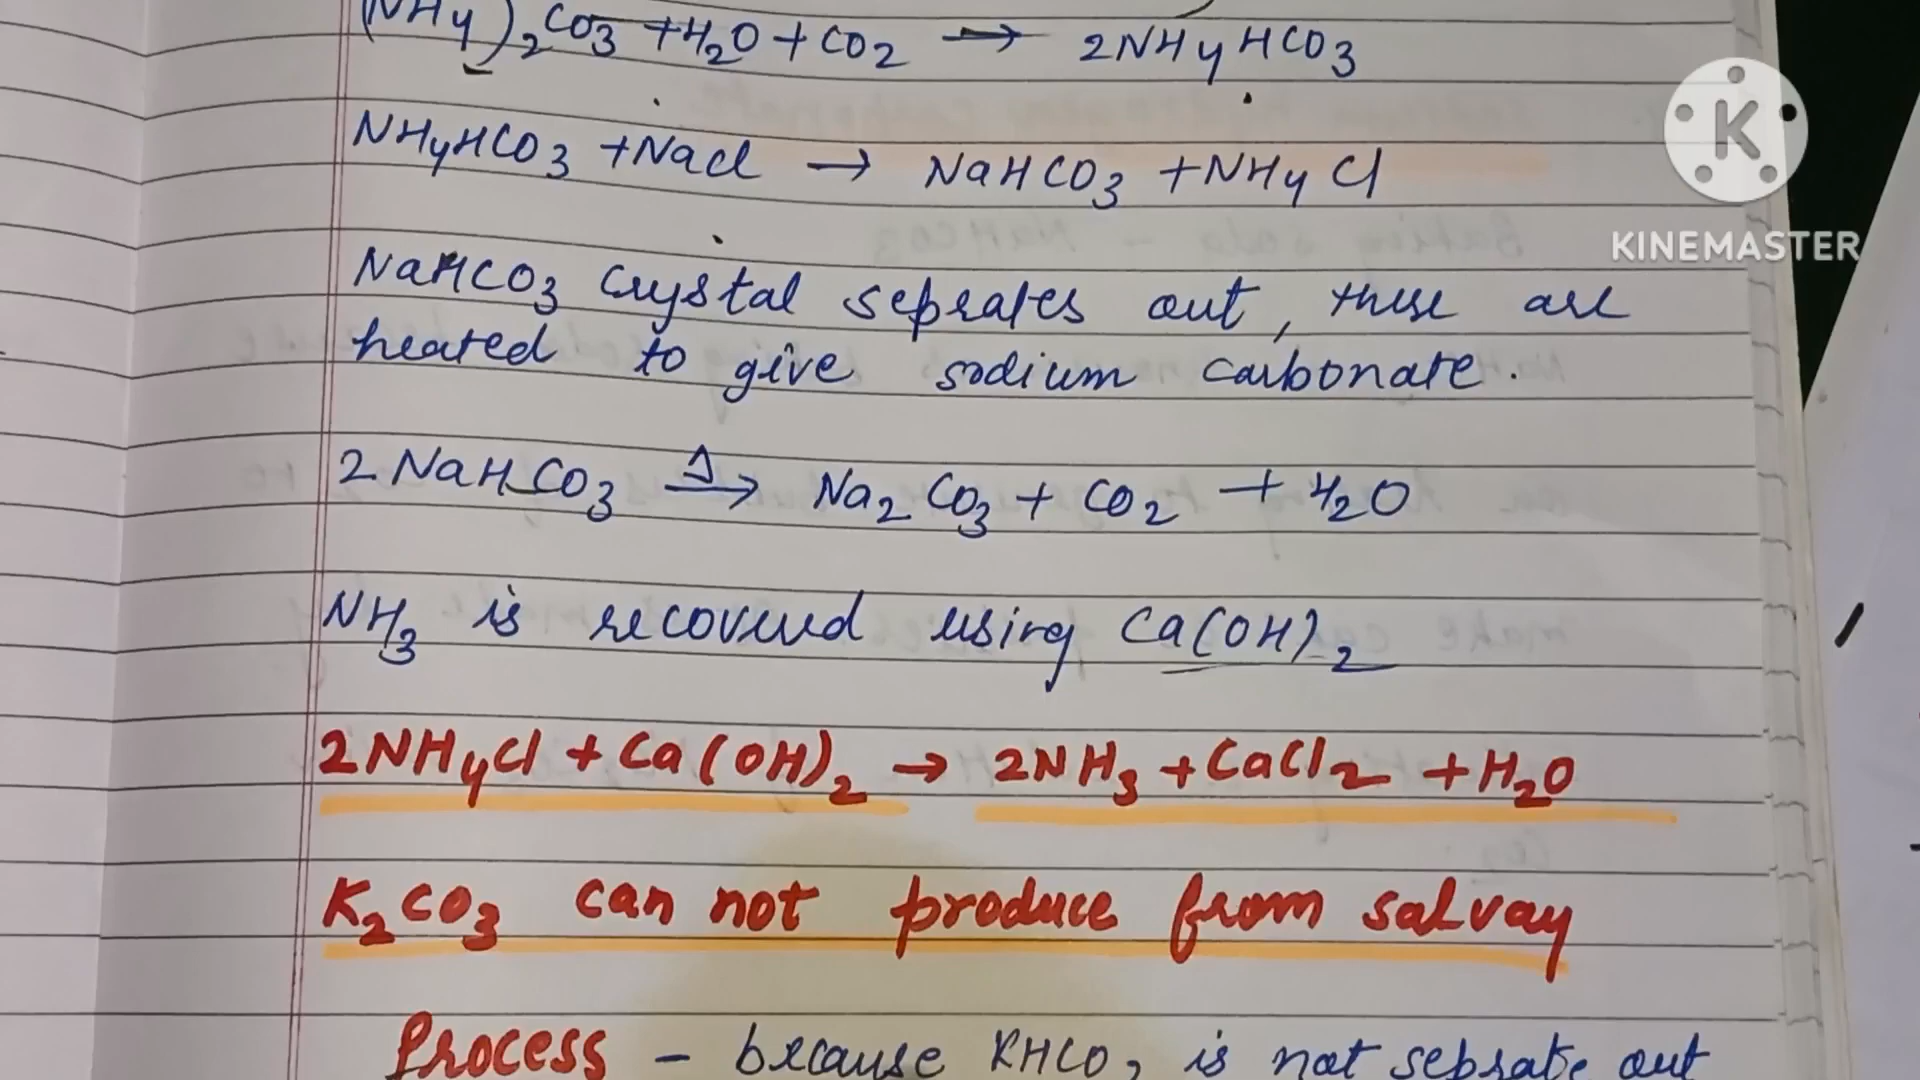 (NH4)2CO3 + H2O + CO2 → 2NH4HCO3
NH4HCO3 + NaCl → NaHCO3 + NH4Cl
KINEMASTER
NaHCO3 Crystal seprates out, these are
heated to give sodium carbonate.
2NaHCO3 Δ→ Na2CO3 + CO2 + H2O
NH3 is recovered using Ca(OH)2
2NH4Cl + Ca(OH)2 → 2NH3 + CaCl2 + H2O
K2CO3 can not produce from salvay
Process - because KHCO3 is not seprate out